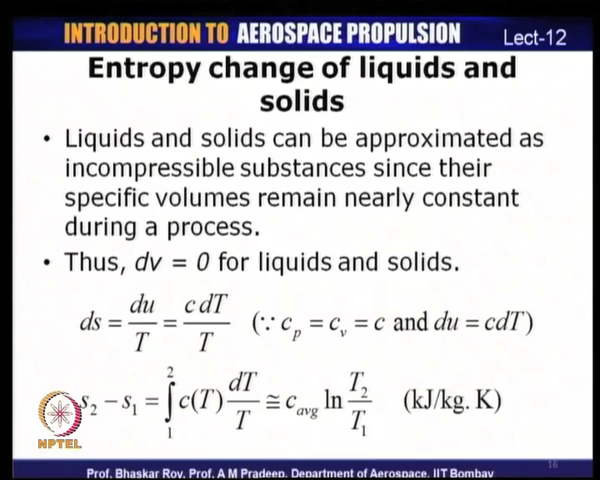 INTRODUCTION TO AEROSPACE PROPULSION Lect-12
Entropy change of liquids and
solids
• Liquids and solids can be approximated as
incompressible substances since their
specific volumes remain nearly constant
during a process.
• Thus, dv = 0 for liquids and solids.
ds = du/T = c dT/T (∵ c_p = c_v = c and du = cdT)
s_2 − s_1 = ∫_1^2 c(T) dT/T ≅ c_avg ln T_2/T_1 (kJ/kg. K)
NPTEL
16
Prof. Bhaskar Roy, Prof. A M Pradeep, Department of Aerospace, IIT Bombay